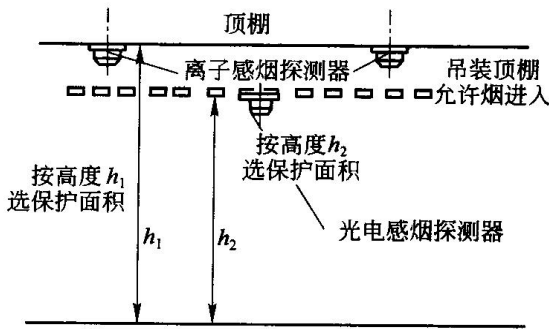 顶棚
离子感烟探测器
吊装顶棚
允许烟进入
按高度h₂
选保护面积
按高度h₁
选保护面积
光电感烟探测器
h₁
h₂